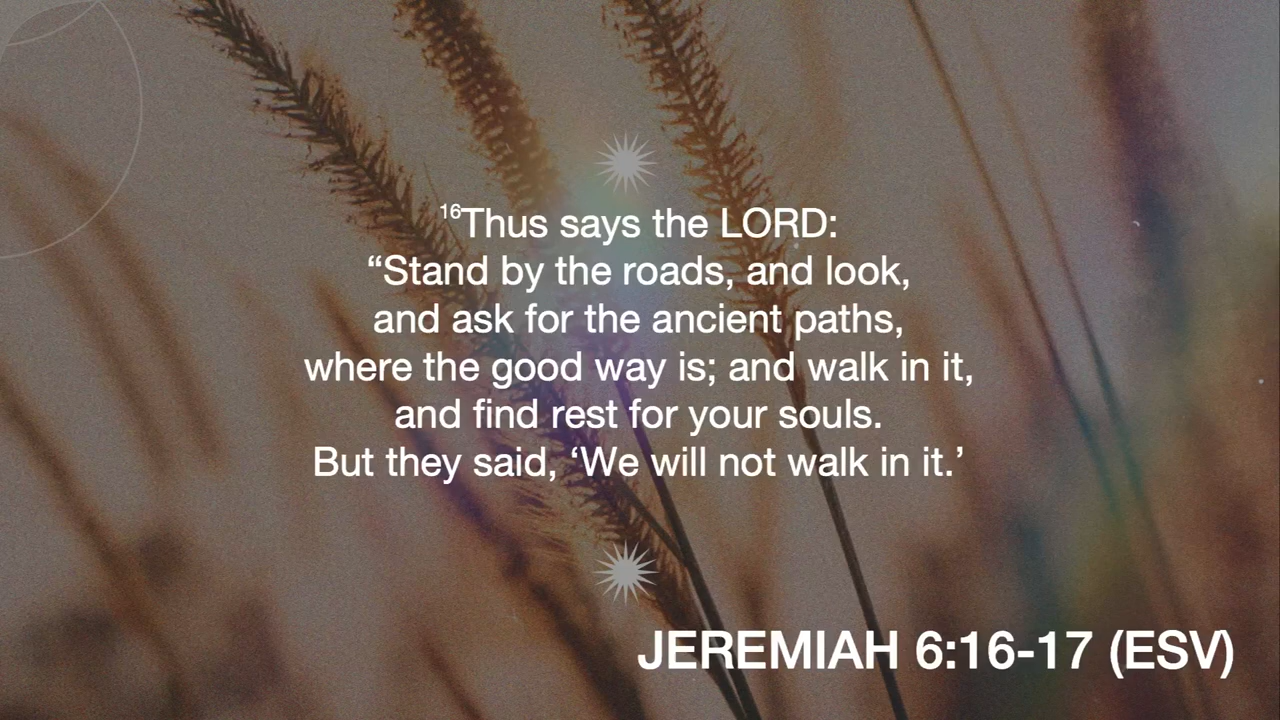 16Thus says the LORD:
“Stand by the roads, and look,
and ask for the ancient paths,
where the good way is; and walk in it,
and find rest for your souls.
But they said, ‘We will not walk in it.’
JEREMIAH 6:16-17 (ESV)